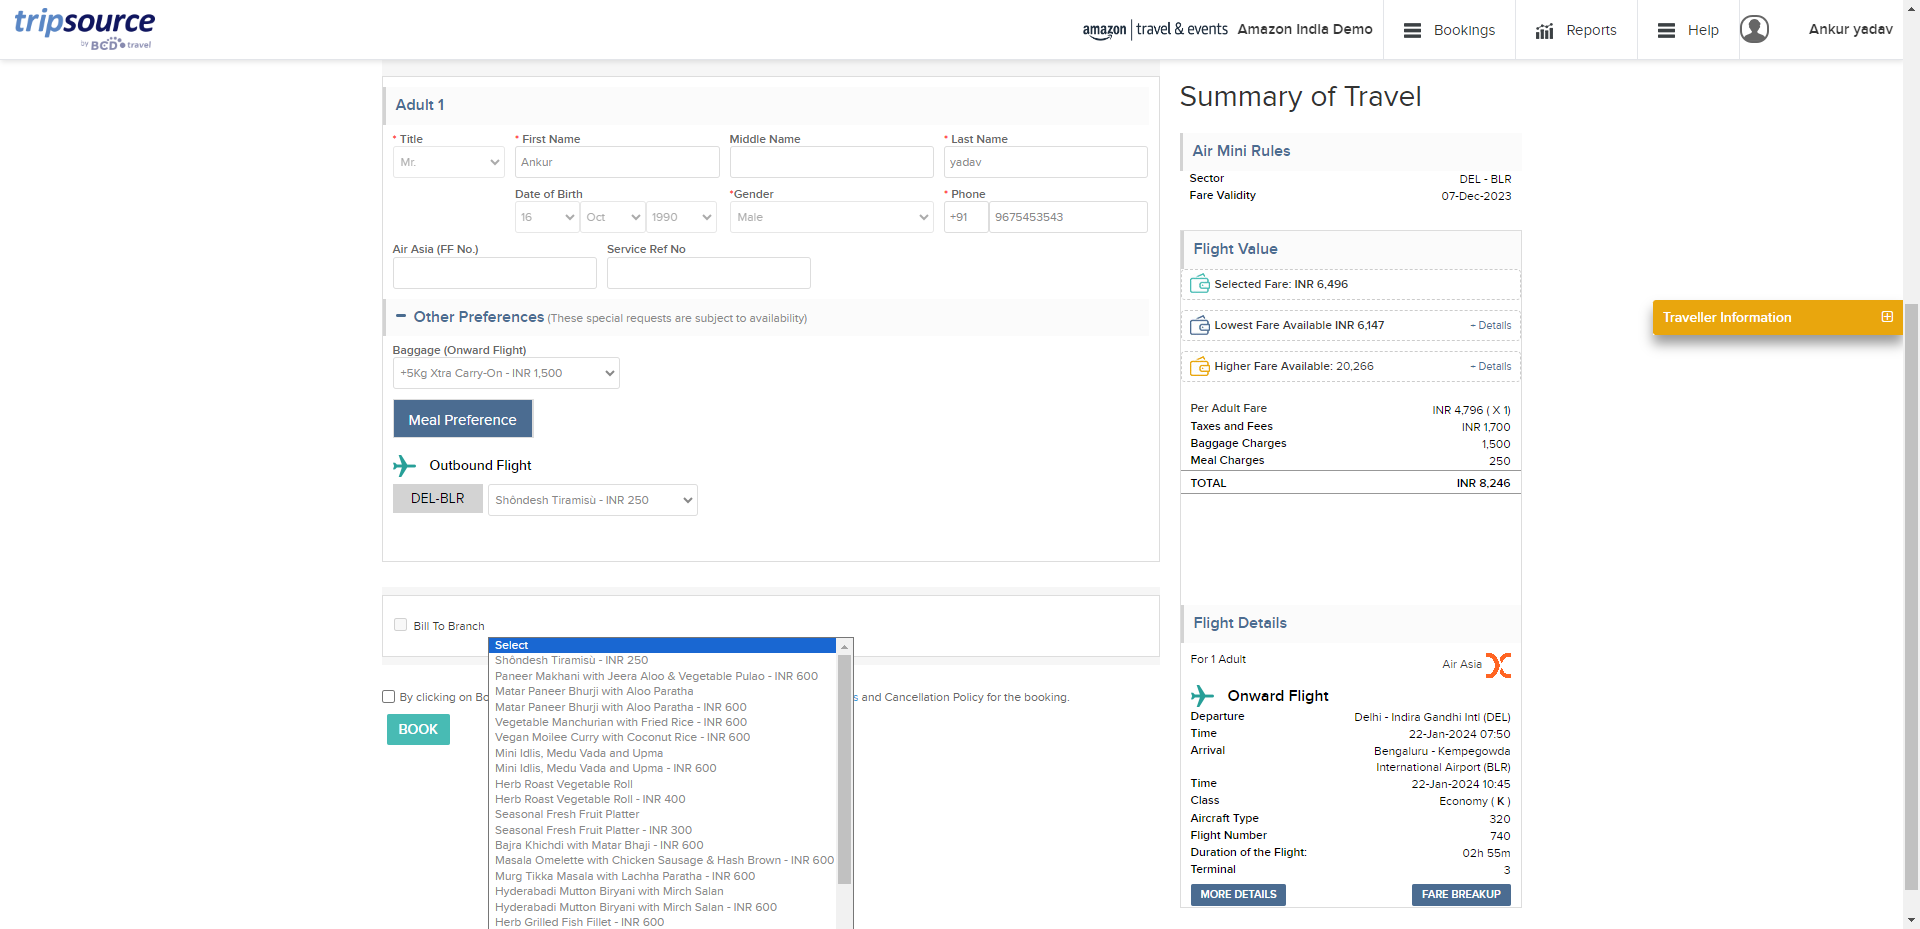 tripsource
by BCD travel
amazon travel & events Amazon India Demo
Bookings
Reports
Help
Ankur yadav
Adult 1
* Title
* First Name
Middle Name
* Last Name
Mr.
Ankur
yadav
Date of Birth
*Gender
* Phone
16
Oct
1990
Male
+91
9675453543
Air Asia (FF No.)
Service Ref No
Other Preferences (These special requests are subject to availability)
Baggage (Onward Flight)
+5Kg Xtra Carry-On - INR 1,500
Meal Preference
Outbound Flight
DEL-BLR
Shôndesh Tiramisù - INR 250
Bill To Branch
Select
Shôndesh Tiramisù - INR 250
Paneer Makhani with Jeera Aloo & Vegetable Pulao - INR 600
Matar Paneer Bhurji with Aloo Paratha
Matar Paneer Bhurji with Aloo Paratha - INR 600
Vegetable Manchurian with Fried Rice - INR 600
Vegan Moilee Curry with Coconut Rice - INR 600
Mini Idlis, Medu Vada and Upma
Mini Idlis, Medu Vada and Upma - INR 600
Herb Roast Vegetable Roll
Herb Roast Vegetable Roll - INR 400
Seasonal Fresh Fruit Platter
Seasonal Fresh Fruit Platter - INR 300
Bajra Khichdi with Matar Bhaji - INR 600
Masala Omelette with Chicken Sausage & Hash Brown - INR 600
Murg Tikka Masala with Lachha Paratha - INR 600
Hyderabadi Mutton Biryani with Mirch Salan
Hyderabadi Mutton Biryani with Mirch Salan - INR 600
Herb Grilled Fish Fillet - INR 600
By clicking on Bo
s and Cancellation Policy for the booking.
BOOK
Summary of Travel
Air Mini Rules
Sector DEL - BLR
Fare Validity 07-Dec-2023
Flight Value
Selected Fare: INR 6,496
Lowest Fare Available INR 6,147 + Details
Higher Fare Available: 20,266 + Details
Per Adult Fare INR 4,796 ( X 1)
Taxes and Fees INR 1,700
Baggage Charges 1,500
Meal Charges 250
TOTAL INR 8,246
Flight Details
For 1 Adult Air Asia
Onward Flight
Departure Delhi - Indira Gandhi Intl (DEL)
Time 22-Jan-2024 07:50
Arrival Bengaluru - Kempegowda
International Airport (BLR)
Time 22-Jan-2024 10:45
Class Economy ( K )
Aircraft Type 320
Flight Number 740
Duration of the Flight: 02h 55m
Terminal 3
MORE DETAILS FARE BREAKUP
Traveller Information